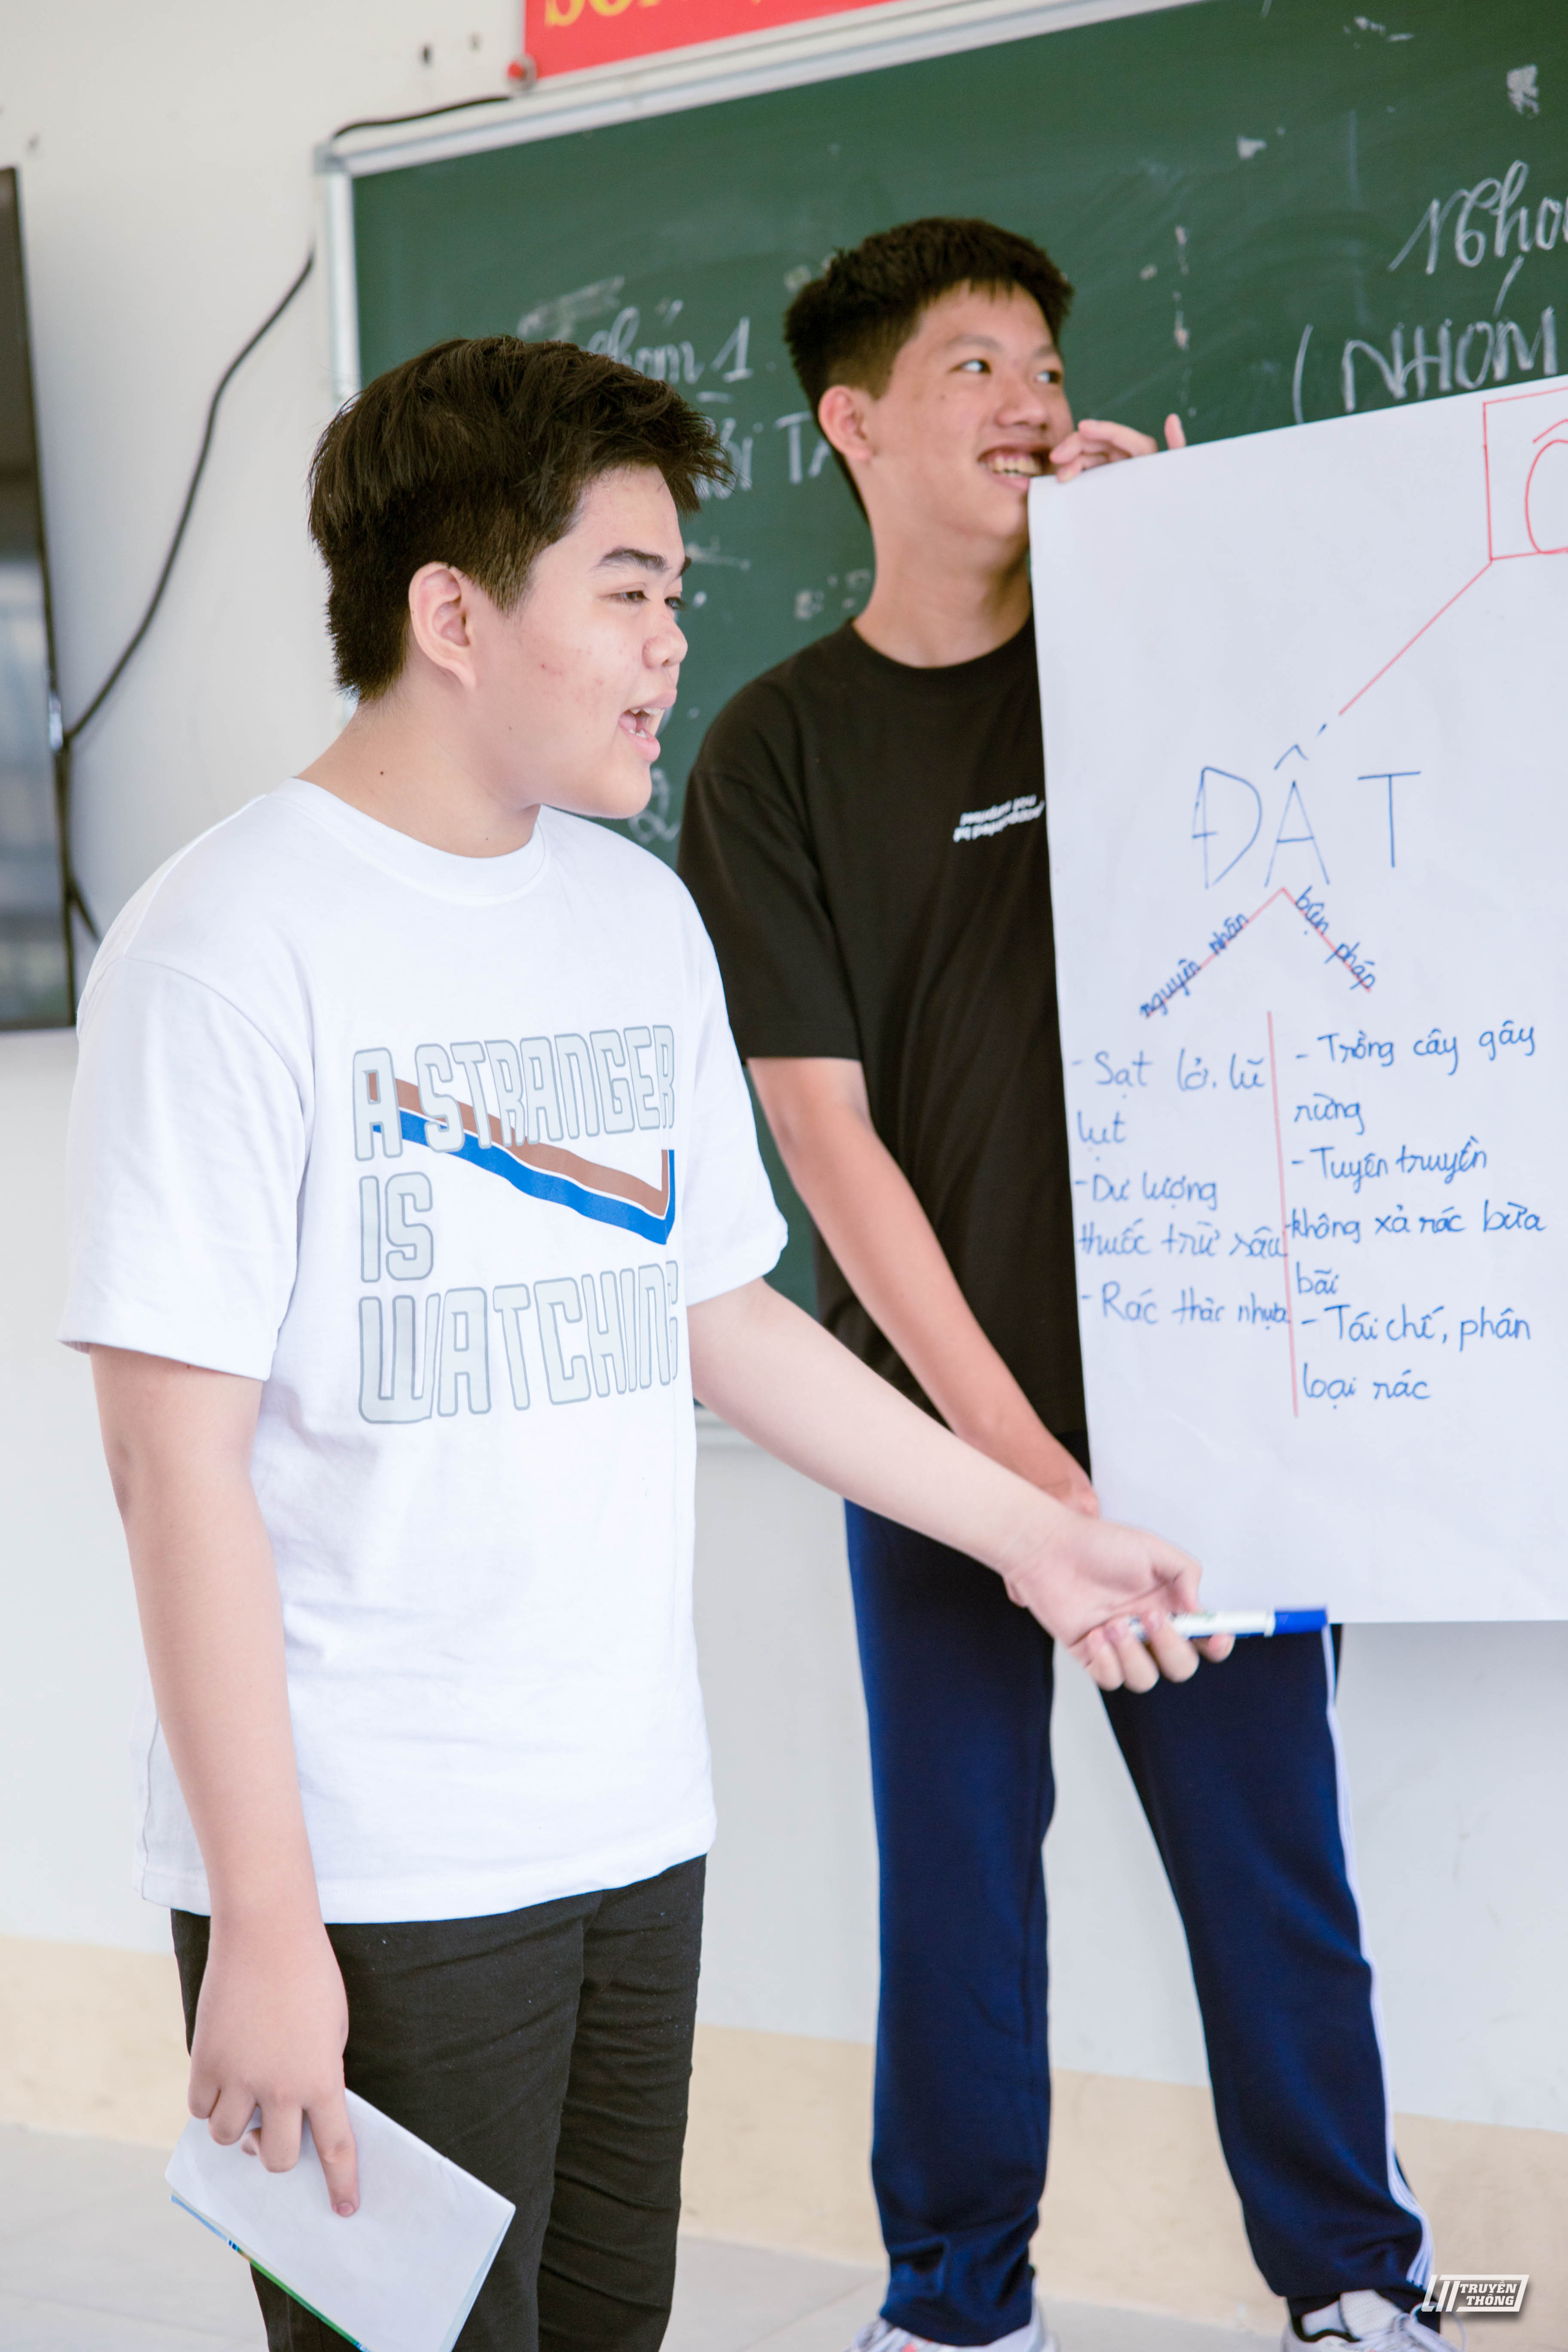 Nhóm 1
(NHÓM
ĐẤT
nguyên nhân
biện pháp
- Sạt lở, lũ
lụt
- Dư lượng
thuốc trừ sâu
- Rác thải nhựa
- Trồng cây gây
rừng
- Tuyên truyền
không xả rác bừa
bãi
- Tái chế, phân
loại rác
A STRANGER
IS
WATCHING
TRUYỀN
THÔNG